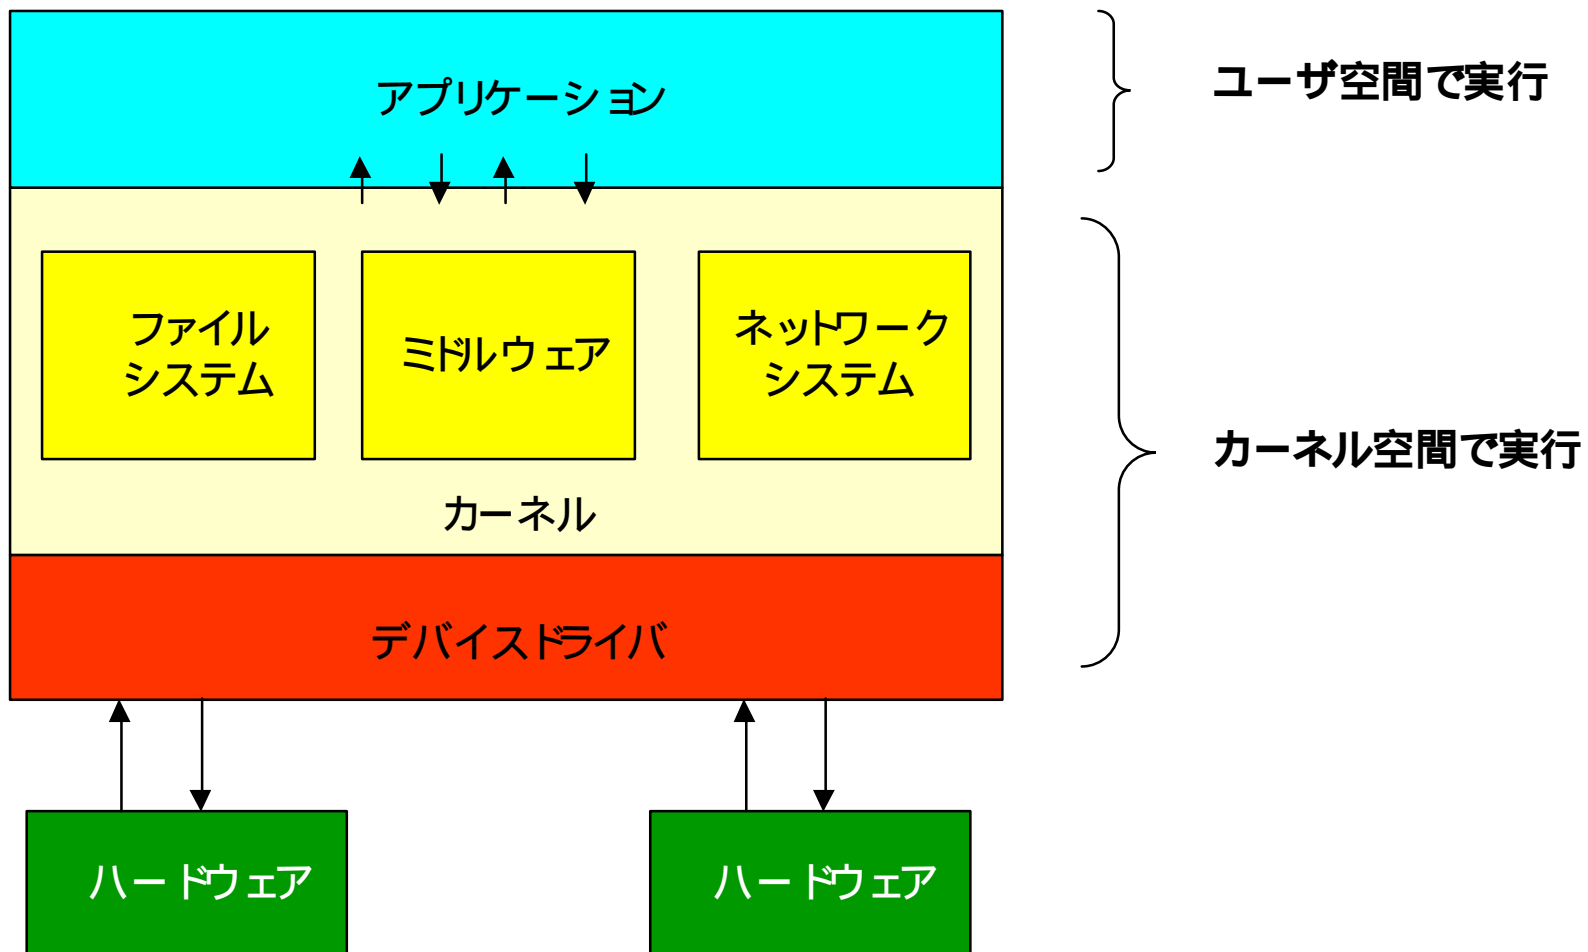 アプリケーション
ユーザ空間で実行
ファイル
システム
ミドルウェア
ネットワーク
システム
カーネル空間で実行
カーネル
デバイスドライバ
ハードウェア
ハードウェア